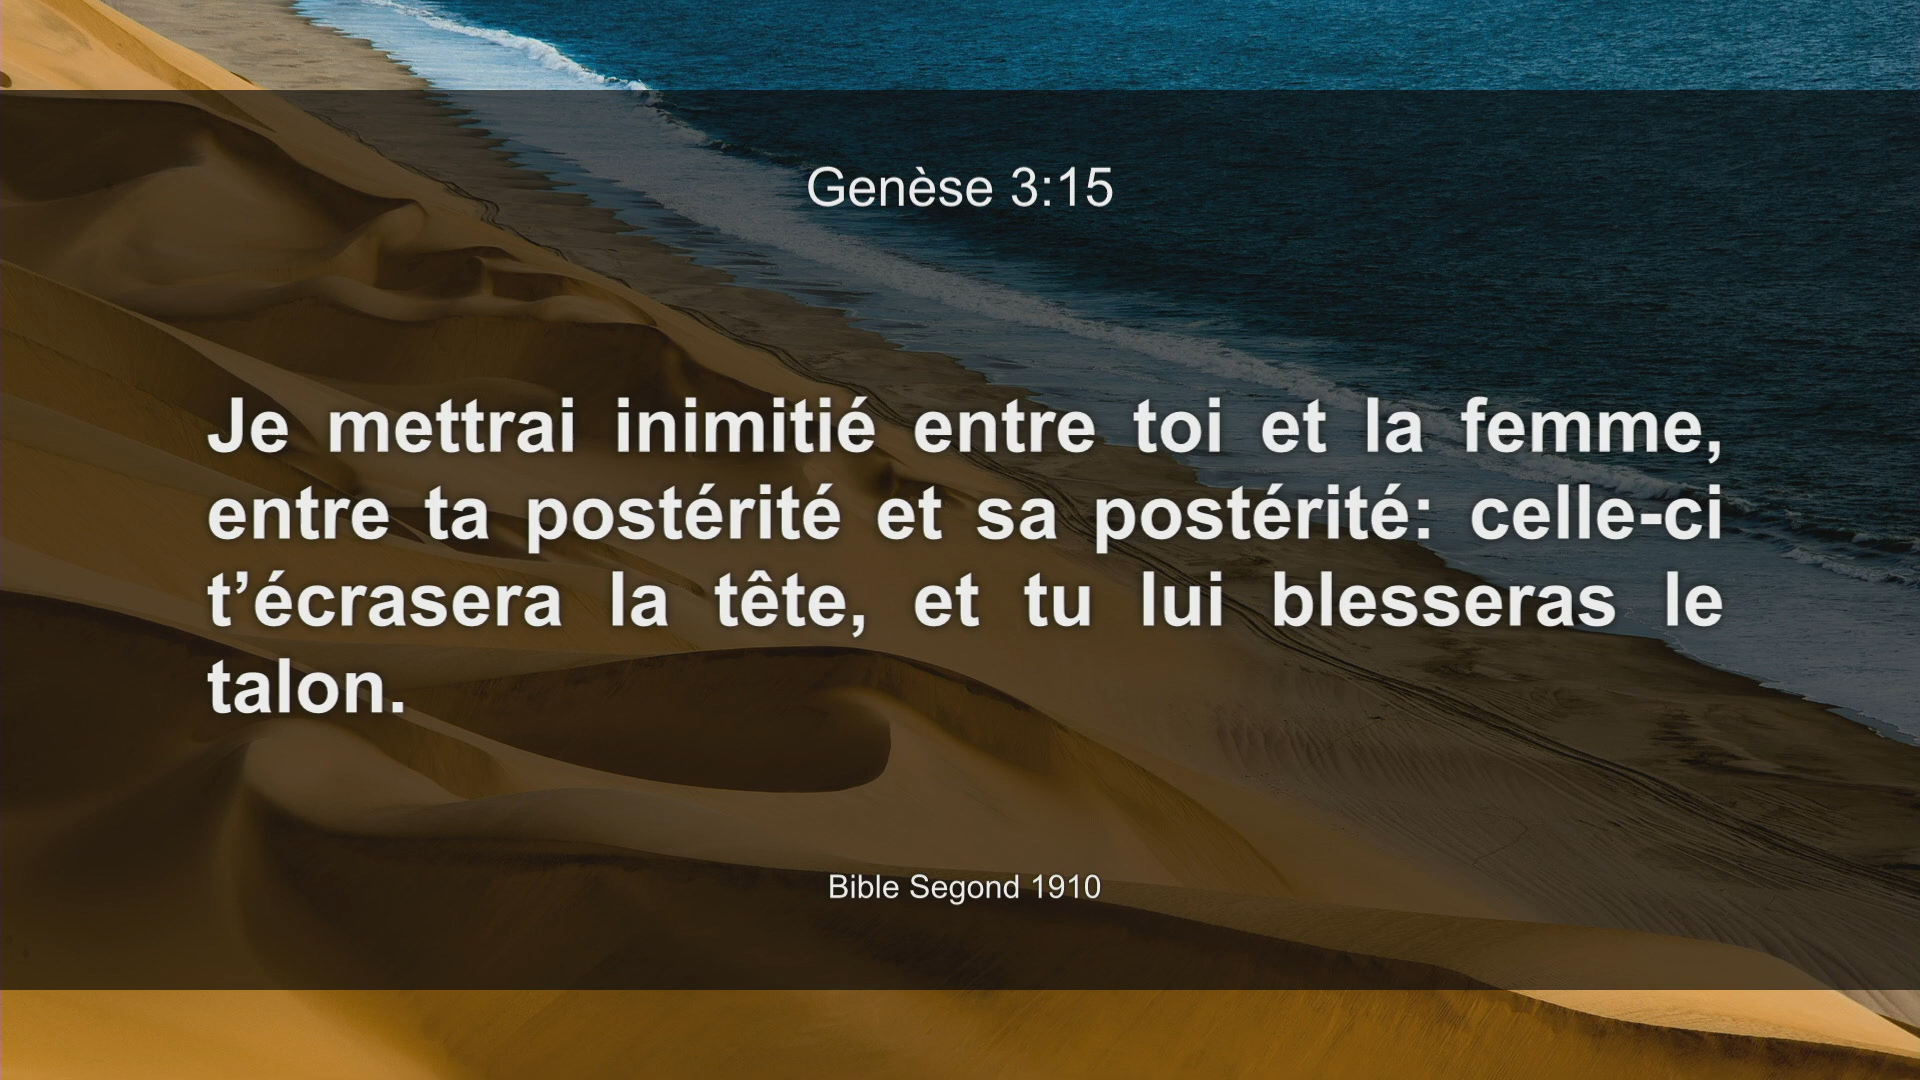 Genèse 3:15
Je mettrai inimitié entre toi et la femme,
entre ta postérité et sa postérité: celle-ci
t’écrasera la tête, et tu lui blesseras le
talon.
Bible Segond 1910